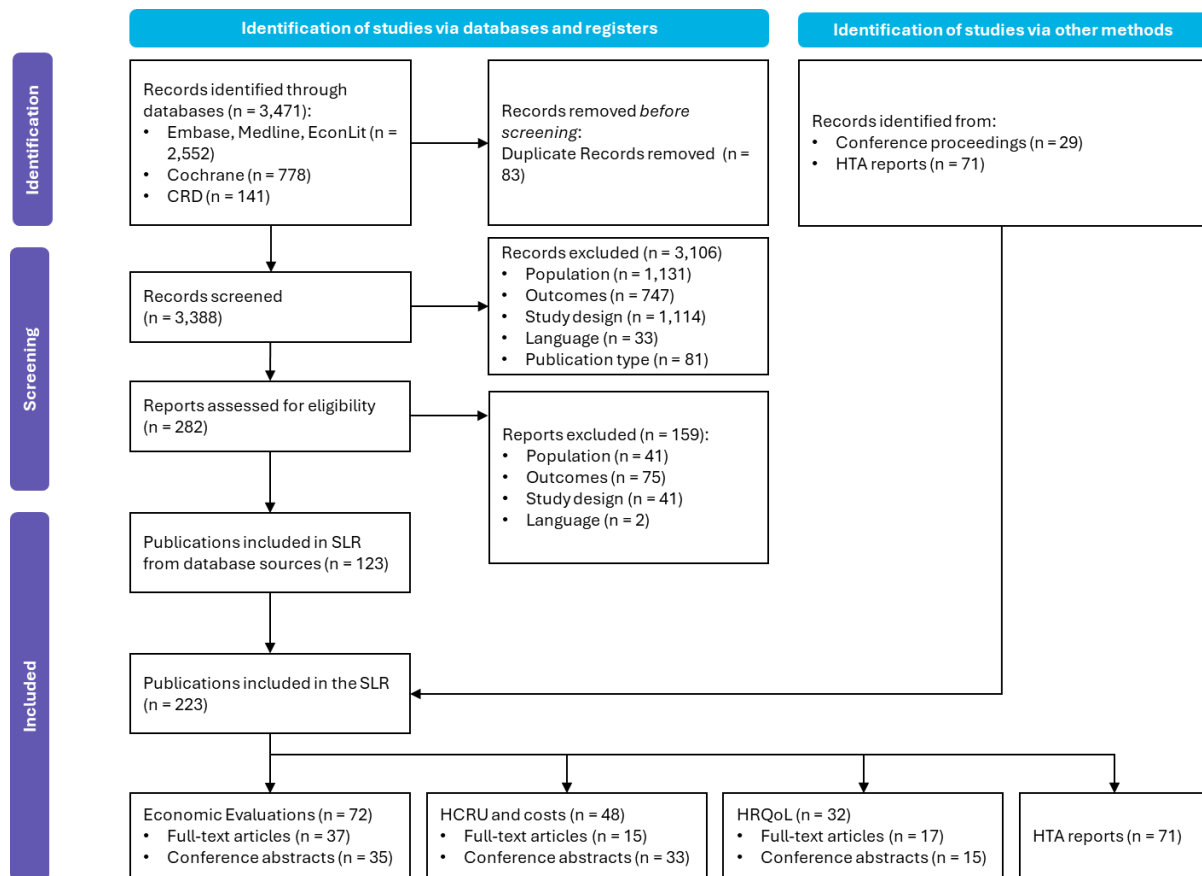 Identification of studies via databases and registers
Identification of studies via other methods
Identification
Records identified through
databases (n = 3,471):
• Embase, Medline, EconLit (n =
2,552)
• Cochrane (n = 778)
• CRD (n = 141)
Records removed before
screening:
Duplicate Records removed (n =
83)
Records identified from:
• Conference proceedings (n = 29)
• HTA reports (n = 71)
Screening
Records screened
(n = 3,388)
Records excluded (n = 3,106)
• Population (n = 1,131)
• Outcomes (n = 747)
• Study design (n = 1,114)
• Language (n = 33)
• Publication type (n = 81)
Reports assessed for eligibility
(n = 282)
Reports excluded (n = 159):
• Population (n = 41)
• Outcomes (n = 75)
• Study design (n = 41)
• Language (n = 2)
Included
Publications included in SLR
from database sources (n = 123)
Publications included in the SLR
(n = 223)
Economic Evaluations (n = 72)
• Full-text articles (n = 37)
• Conference abstracts (n = 35)
HCRU and costs (n = 48)
• Full-text articles (n = 15)
• Conference abstracts (n = 33)
HRQoL (n = 32)
• Full-text articles (n = 17)
• Conference abstracts (n = 15)
HTA reports (n = 71)